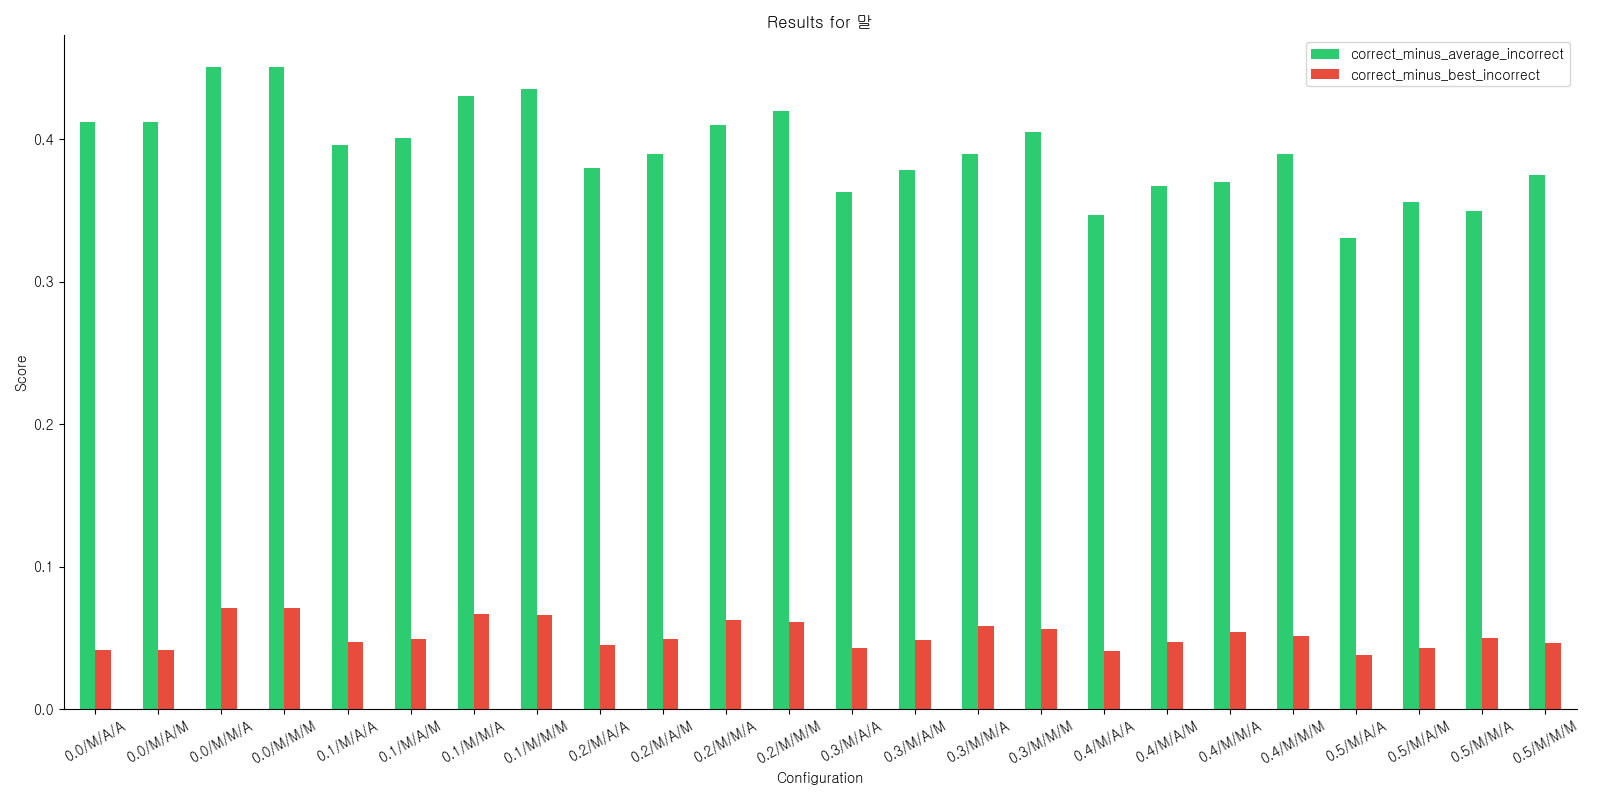 Results for 말
correct_minus_average_incorrect
correct_minus_best_incorrect
Score
0.4
0.3
0.2
0.1
0.0
0.0/M/A/A
0.0/M/A/M
0.0/M/M/A
0.0/M/M/M
0.1/M/A/A
0.1/M/A/M
0.1/M/M/A
0.1/M/M/M
0.2/M/A/A
0.2/M/A/M
0.2/M/M/A
0.2/M/M/M
0.3/M/A/A
0.3/M/A/M
0.3/M/M/A
0.3/M/M/M
0.4/M/A/A
0.4/M/A/M
0.4/M/M/A
0.4/M/M/M
0.5/M/A/A
0.5/M/A/M
0.5/M/M/A
0.5/M/M/M
Configuration